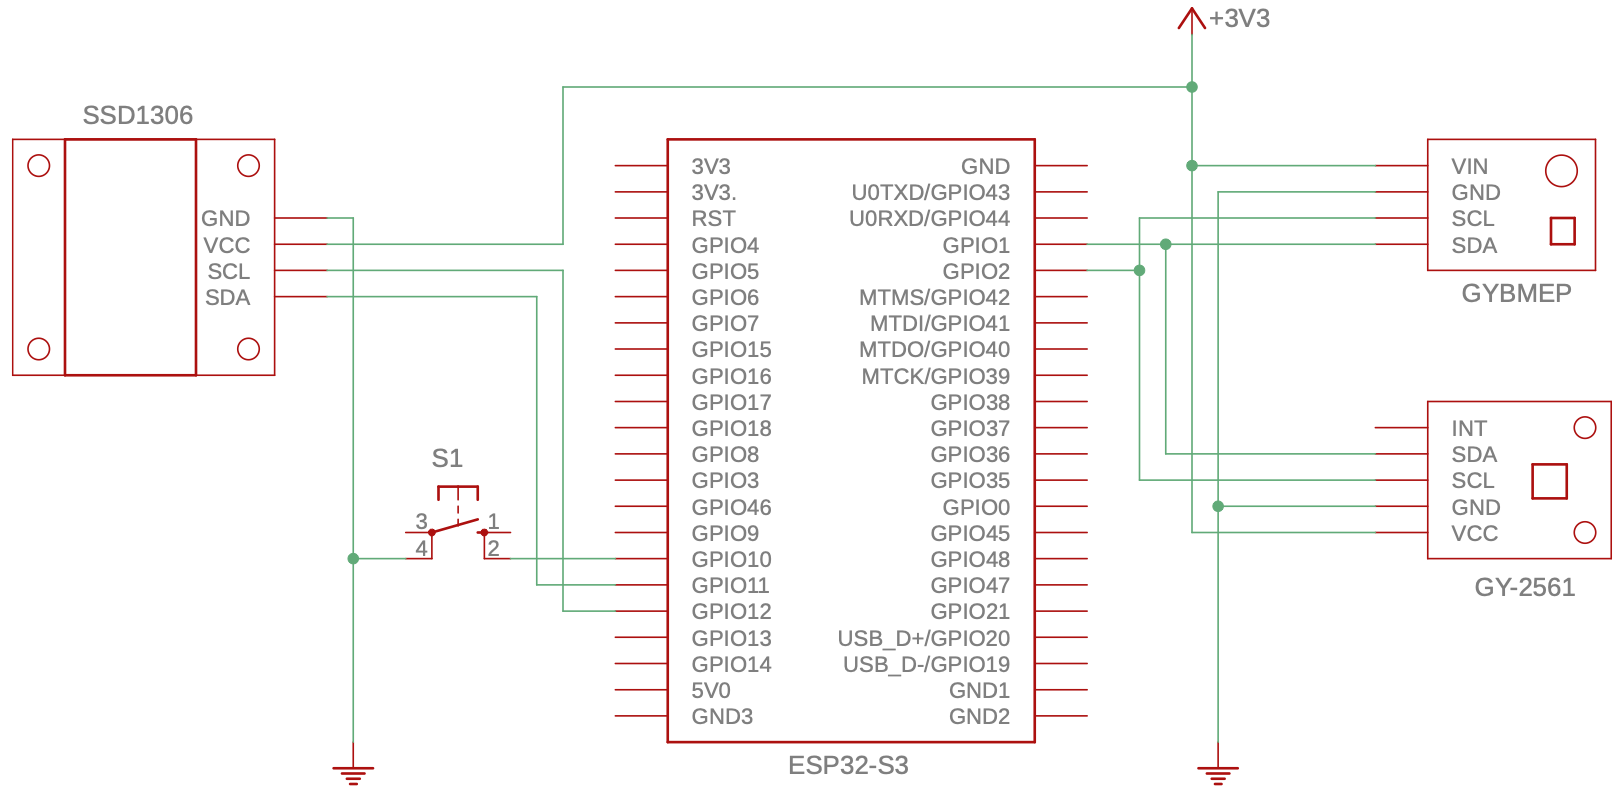 +3V3
SSD1306
GND
VCC
SCL
SDA
S1
3
1
4
2
3V3
3V3.
RST
GPIO4
GPIO5
GPIO6
GPIO7
GPIO15
GPIO16
GPIO17
GPIO18
GPIO8
GPIO3
GPIO46
GPIO9
GPIO10
GPIO11
GPIO12
GPIO13
GPIO14
5V0
GND3
GND
U0TXD/GPIO43
U0RXD/GPIO44
GPIO1
GPIO2
MTMS/GPIO42
MTDI/GPIO41
MTDO/GPIO40
MTCK/GPIO39
GPIO38
GPIO37
GPIO36
GPIO35
GPIO0
GPIO45
GPIO48
GPIO47
GPIO21
USB_D+/GPIO20
USB_D-/GPIO19
GND1
GND2
ESP32-S3
VIN
GND
SCL
SDA
GYBMEP
INT
SDA
SCL
GND
VCC
GY-2561